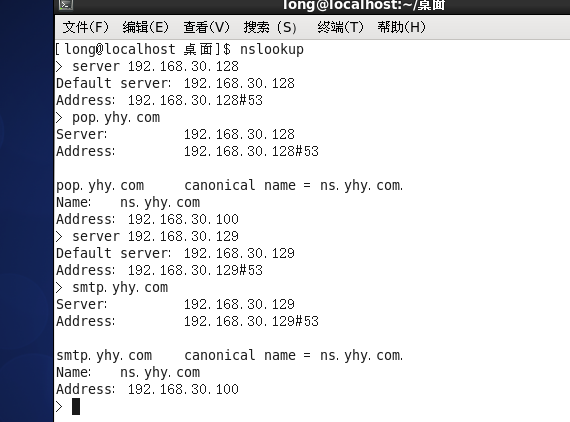 long@localhost:~/桌面
文件(F) 编辑(E) 查看(V) 搜索 (S) 终端(T) 帮助(H)
[long@localhost 桌面]$ nslookup
> server 192.168.30.128
Default server: 192.168.30.128
Address: 192.168.30.128#53
> pop.yhy.com
Server: 192.168.30.128
Address: 192.168.30.128#53
pop.yhy.com canonical name = ns.yhy.com.
Name: ns.yhy.com
Address: 192.168.30.100
> server 192.168.30.129
Default server: 192.168.30.129
Address: 192.168.30.129#53
> smtp.yhy.com
Server: 192.168.30.129
Address: 192.168.30.129#53
smtp.yhy.com canonical name = ns.yhy.com.
Name: ns.yhy.com
Address: 192.168.30.100
>